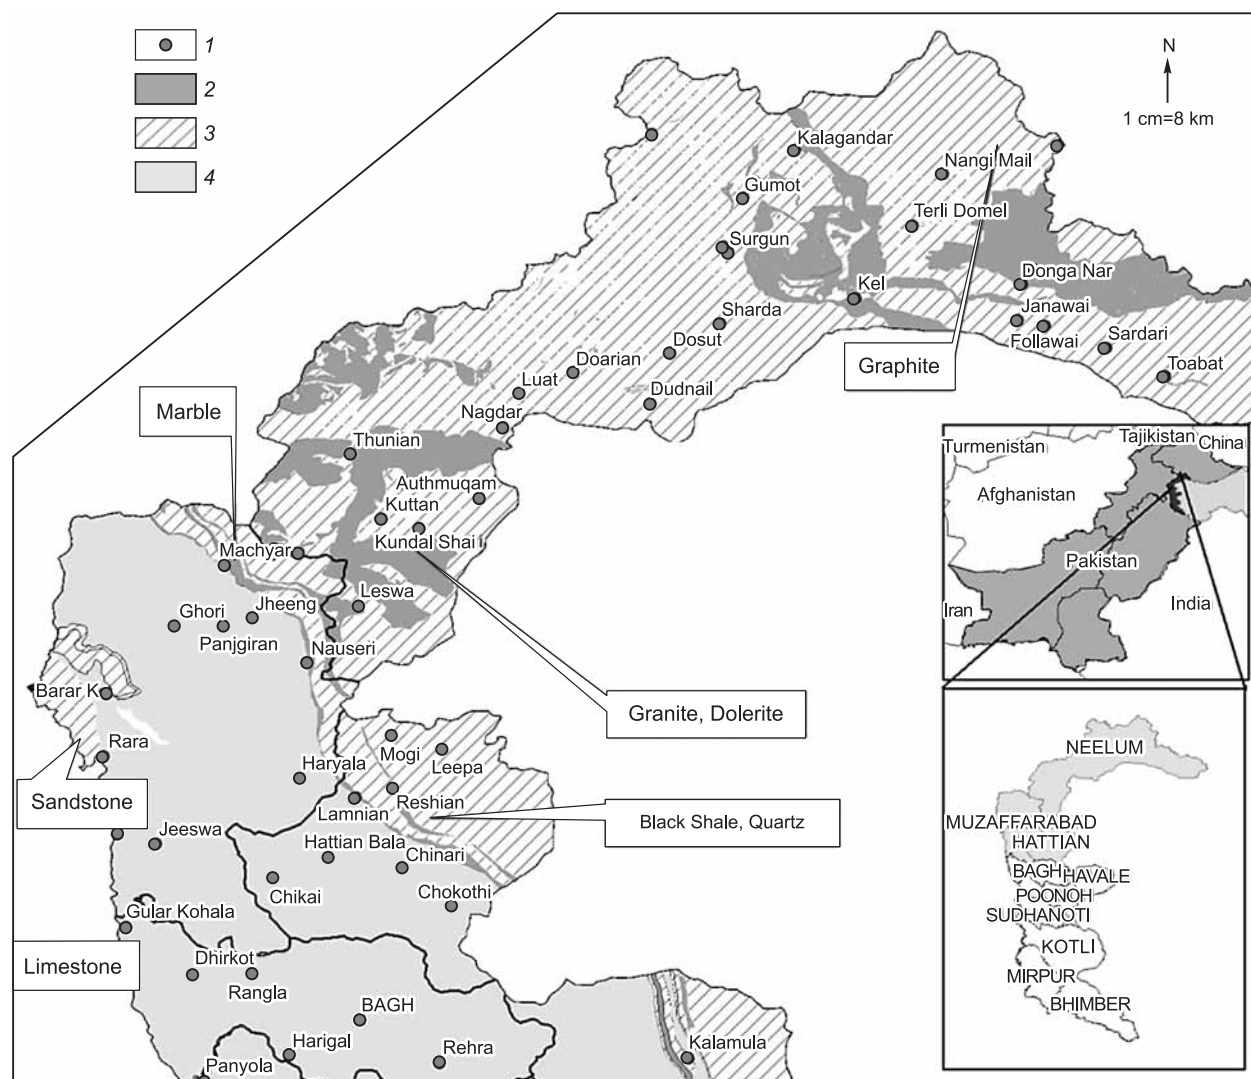 1
2
3
4
N
1 cm=8 km
Kalagandar
Nangi Mail
Gumot
Terli Domel
Surgun
Donga Nar
Kel
Janawai
Sharda
Follawai
Sardari
Dosut
Graphite
Toabat
Doarian
Luat
Dudnail
Marble
Nagdar
Thunian
Authmuqam
Kuttan
Kundal Shai
Machyar
Leswa
Ghori
Jheeng
Panjgiran
Nauseri
Barar K
Granite, Dolerite
Mogi
Rara
Leepa
Haryala
Sandstone
Reshian
Lamnian
Black Shale, Quartz
Jeeswa
Hattian Bala
Chinari
Chikai
Chokothi
Gular Kohala
Limestone
Dhirkot
Rangla
BAGH
Harigal
Rehra
Kalamula
Panyola
Turmenistan
Tajikistan
China
Afghanistan
Pakistan
Iran
India
NEELUM
MUZAFFARABAD
HATTIAN
BAGH
HAVALE
POONOH
SUDHANOTI
KOTLI
MIRPUR
BHIMBER